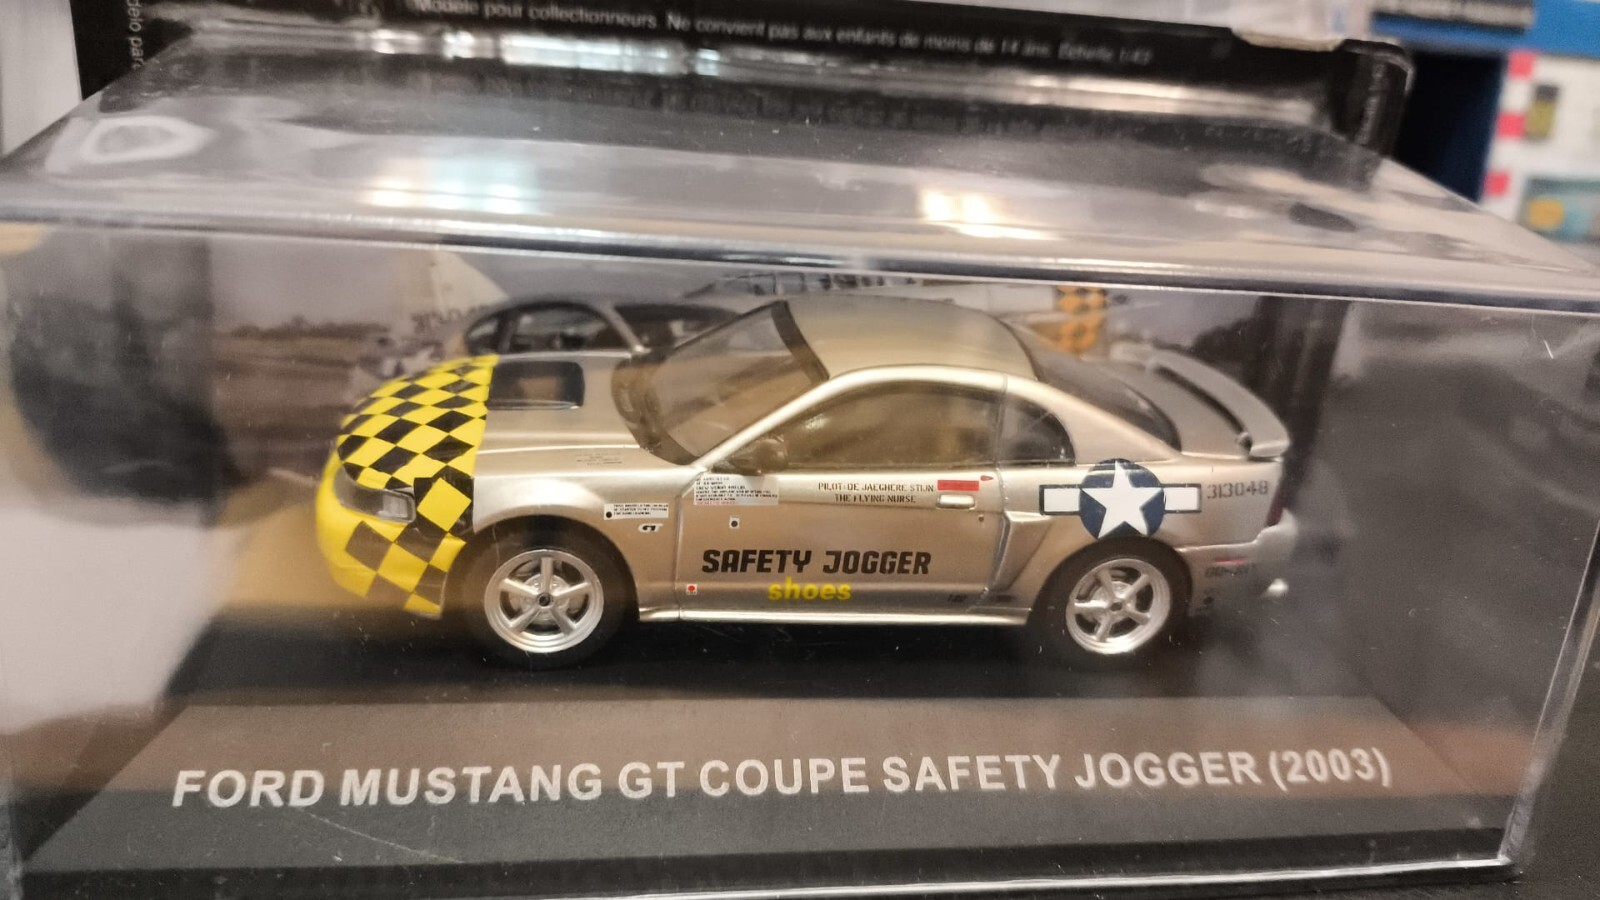 Modèle pour collectionneurs. Ne convient pas aux enfants de moins de 14 ans. Echelle 1/43
PILOT: DE JAEGHERE STIJN
THE FLYING NURSE
313048
GT
SAFETY JOGGER
shoes
FORD MUSTANG GT COUPE SAFETY JOGGER (2003)